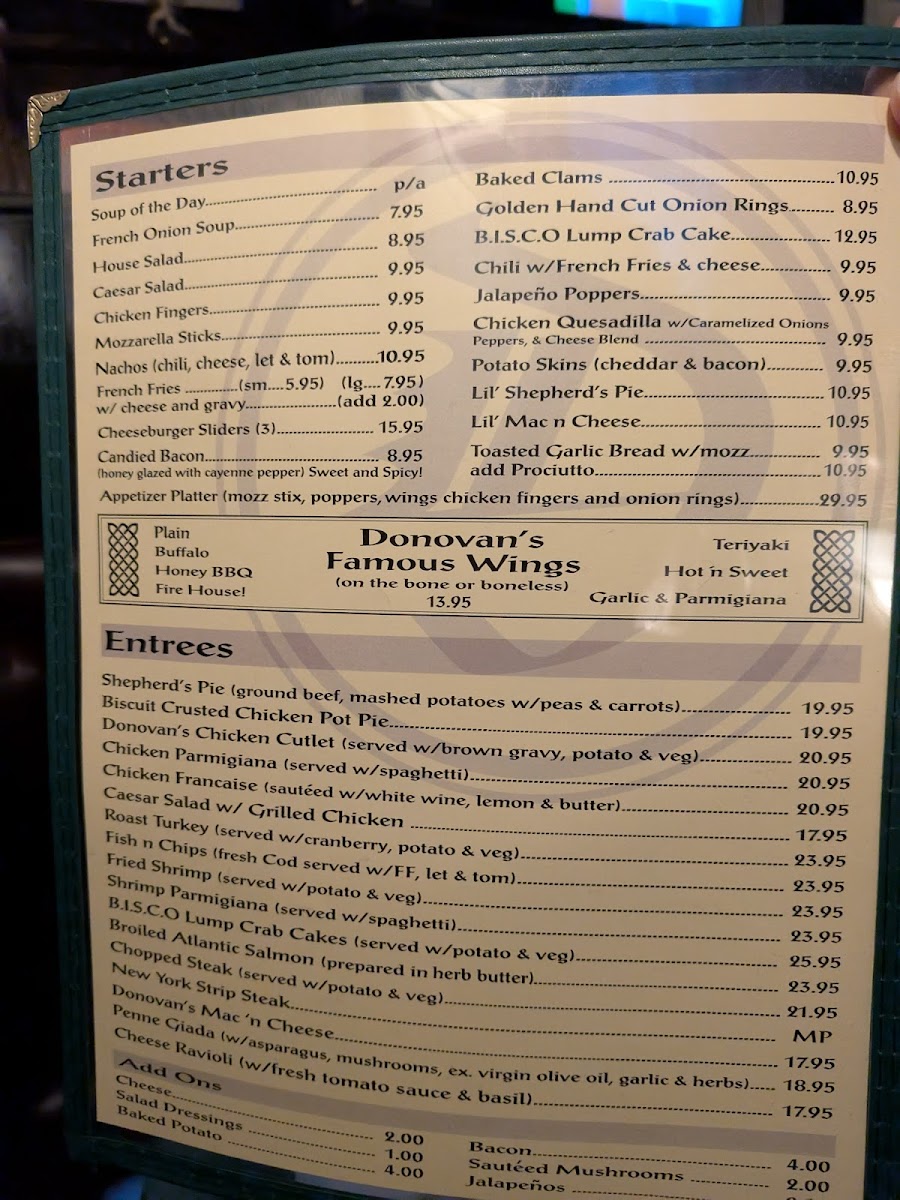 Starters
Soup of the Day.................... p/a
French Onion Soup.................... 7.95
House Salad.................... 8.95
Caesar Salad.................... 9.95
Chicken Fingers.................... 9.95
Mozzarella Sticks.................... 9.95
Nachos (chili, cheese, let & tom)..........10.95
French Fries ............(sm....5.95) (lg....7.95)
w/ cheese and gravy....................(add 2.00)
Cheeseburger Sliders (3).................... 15.95
Candied Bacon.................... 8.95
(honey glazed with cayenne pepper) Sweet and Spicy!
Baked Clams ....................10.95
Golden Hand Cut Onion Rings.......... 8.95
B.I.S.C.O Lump Crab Cake.................... 12.95
Chili w/French Fries & cheese.............. 9.95
Jalapeño Poppers.................... 9.95
Chicken Quesadilla w/Caramelized Onions
Peppers, & Cheese Blend .................... 9.95
Potato Skins (cheddar & bacon)............ 9.95
Lil' Shepherd's Pie.................... 10.95
Lil' Mac n Cheese.................... 10.95
Toasted Garlic Bread w/mozz.............. 9.95
add Prociutto....................10.95
Appetizer Platter (mozz stix, poppers, wings chicken fingers and onion rings)..................29.95
Donovan's
Famous Wings
(on the bone or boneless)
13.95
Plain
Buffalo
Honey BBQ
Fire House!
Teriyaki
Hot 'n Sweet
Garlic & Parmigiana
Entrees
Shepherd's Pie (ground beef, mashed potatoes w/peas & carrots).................... 19.95
Biscuit Crusted Chicken Pot Pie.................... 19.95
Donovan's Chicken Cutlet (served w/brown gravy, potato & veg).................... 20.95
Chicken Parmigiana (served w/spaghetti).................... 20.95
Chicken Francaise (sautéed w/white wine, lemon & butter).................... 20.95
Caesar Salad w/ Grilled Chicken .................... 17.95
Roast Turkey (served w/cranberry, potato & veg).................... 23.95
Fish n Chips (fresh Cod served w/FF, let & tom).................... 23.95
Fried Shrimp (served w/potato & veg).................... 23.95
Shrimp Parmigiana (served w/spaghetti).................... 23.95
B.I.S.C.O Lump Crab Cakes (served w/potato & veg).................... 25.95
Broiled Atlantic Salmon (prepared in herb butter).................... 23.95
Chopped Steak (served w/potato & veg).................... 21.95
New York Strip Steak.................... MP
Donovan's Mac 'n Cheese.................... 17.95
Penne Giada (w/asparagus, mushrooms, ex. virgin olive oil, garlic & herbs)..... 18.95
Cheese Ravioli (w/fresh tomato sauce & basil).................... 17.95
Add Ons
Cheese.................... 2.00
Salad Dressings .................... 1.00
Baked Potato .................... 4.00
Bacon.................... 4.00
Sautéed Mushrooms .................... 2.00
Jalapeños ....................